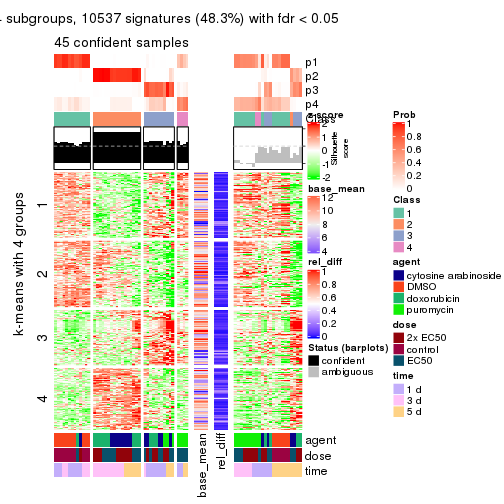 subgroups, 10537 signatures (48.3%) with fdr < 0.05
45 confident samples
p1
p2
p3
p4
Class
z-score
2
1
0
-1
-2
Silhouette
score
base_mean
12
10
8
6
4
rel_diff
1
0.8
0.6
0.4
0.2
0
Status (barplots)
confident
ambiguous
Prob
1
0.8
0.6
0.4
0.2
0
Class
1
2
3
4
agent
cytosine arabinoside
DMSO
doxorubicin
puromycin
dose
2x EC50
control
EC50
time
1 d
3 d
5 d
k-means with 4 groups
1
2
3
4
agent
dose
time
base_mean
rel_diff